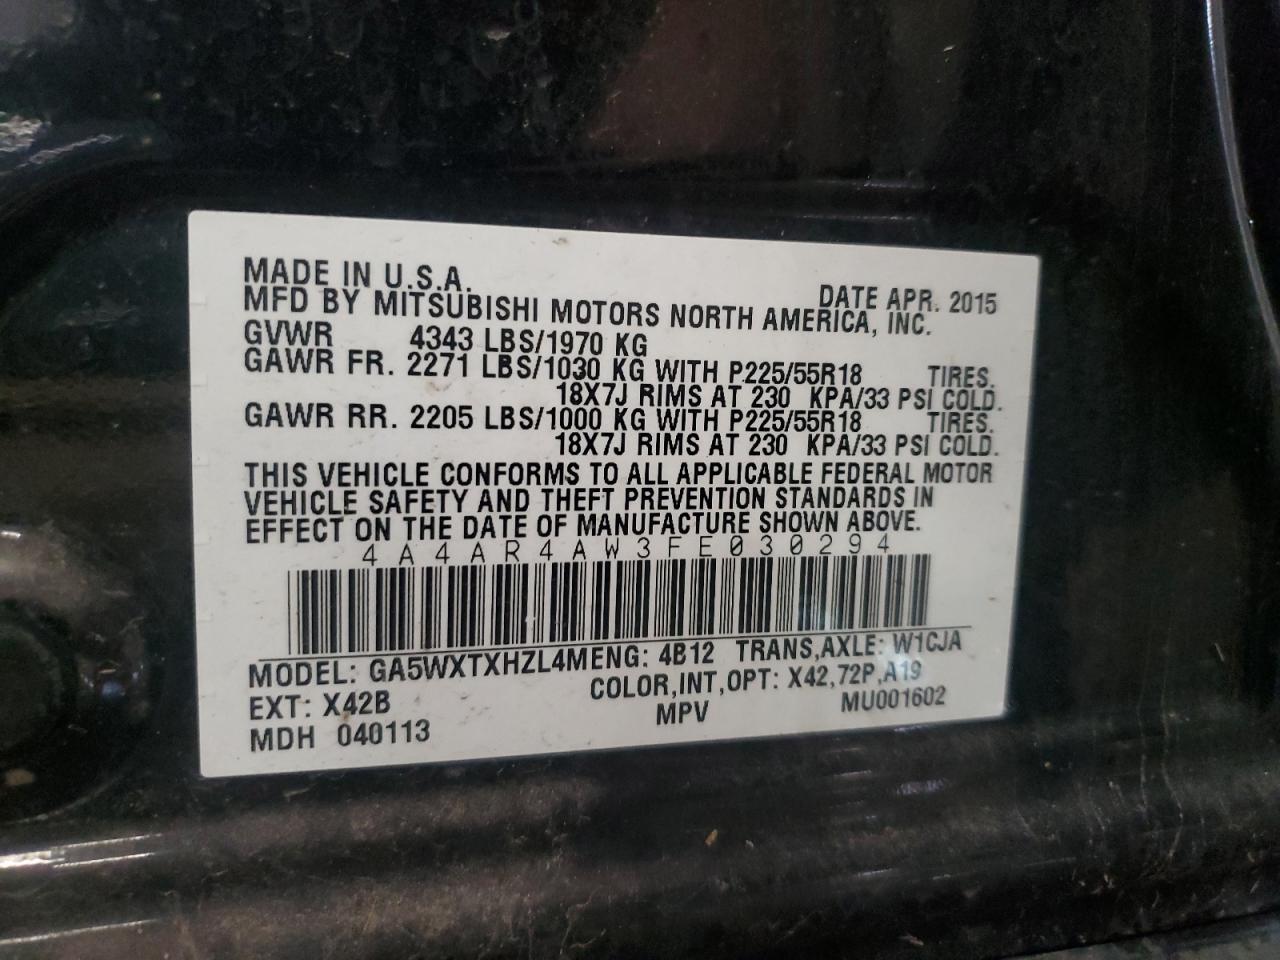 MADE IN U.S.A. DATE APR. 2015
MFD BY MITSUBISHI MOTORS NORTH AMERICA, INC.
GVWR 4343 LBS/1970 KG
GAWR FR. 2271 LBS/1030 KG WITH P225/55R18 TIRES.
18X7J RIMS AT 230 KPA/33 PSI COLD.
GAWR RR. 2205 LBS/1000 KG WITH P225/55R18 TIRES.
18X7J RIMS AT 230 KPA/33 PSI COLD.
THIS VEHICLE CONFORMS TO ALL APPLICABLE FEDERAL MOTOR
VEHICLE SAFETY AND THEFT PREVENTION STANDARDS IN
EFFECT ON THE DATE OF MANUFACTURE SHOWN ABOVE.
4A4AR4AW3FE030294
MODEL: GA5WXTXHZL4M ENG: 4B12 TRANS,AXLE: W1CJA
EXT: X42B COLOR,INT,OPT: X42,72P,A19
MDH 040113 MPV MU001602